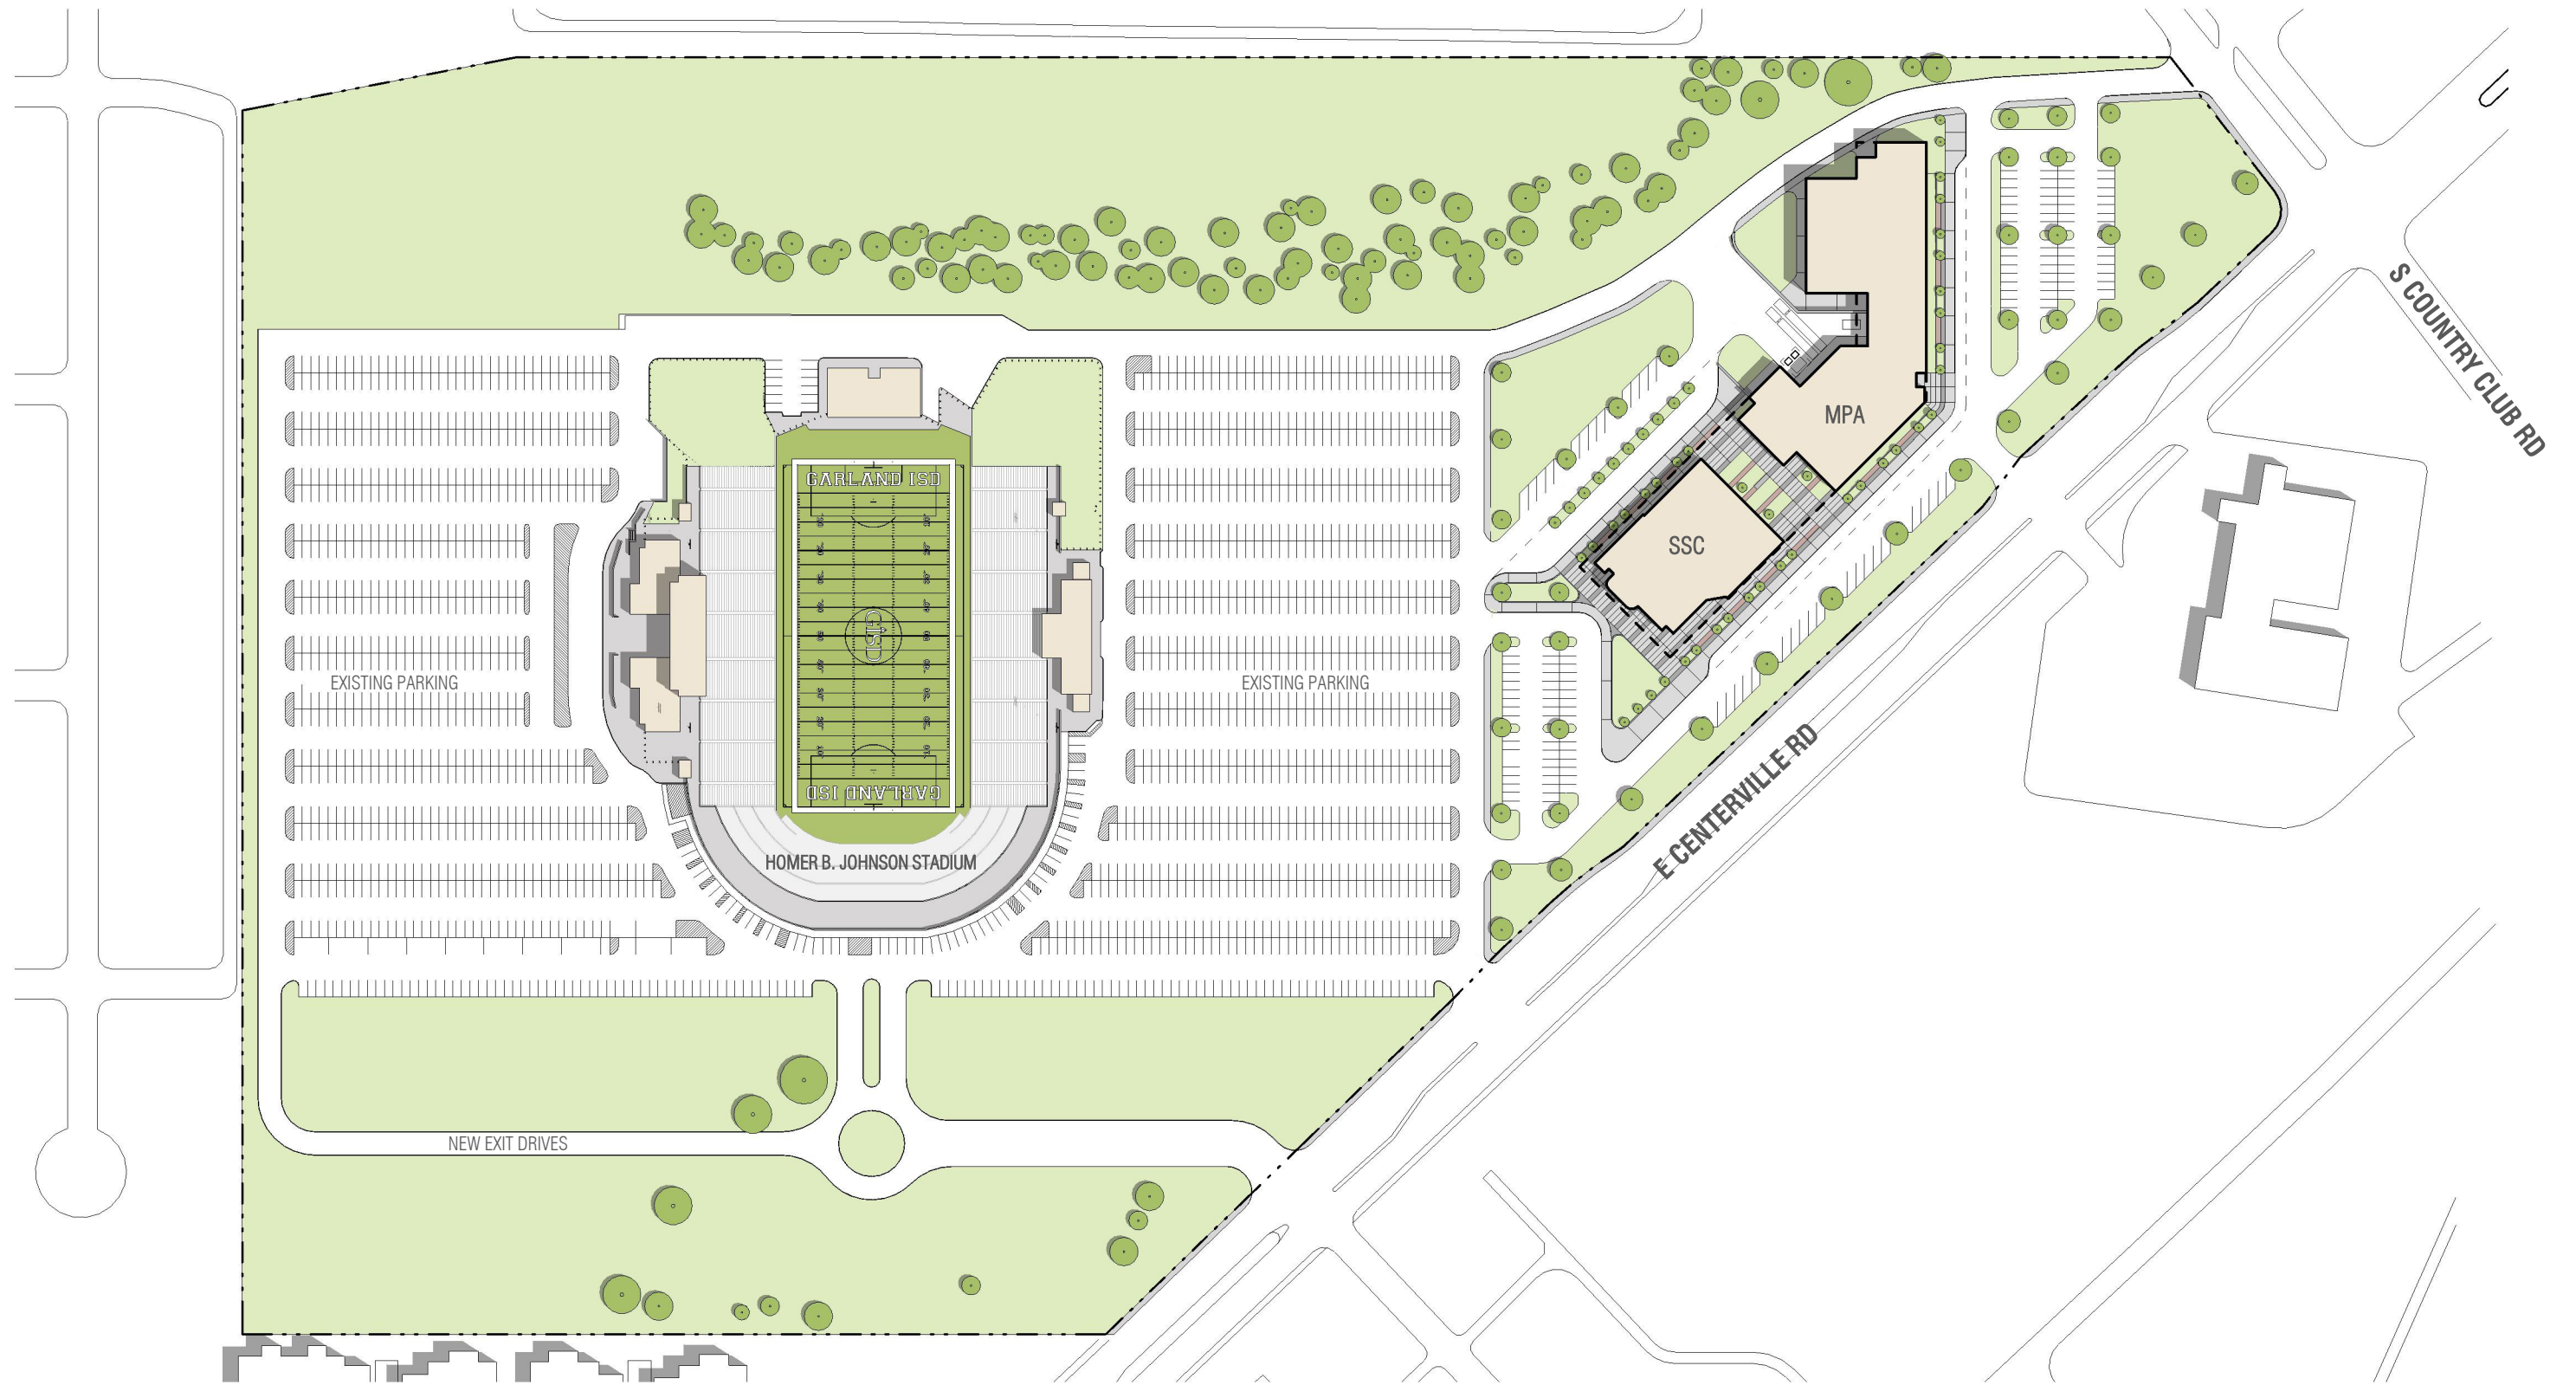 S COUNTRY CLUB RD
MPA
GARLAND ISD
SSC
GISD
EXISTING PARKING
EXISTING PARKING
GARLAND ISD
E CENTERVILLE RD
HOMER B. JOHNSON STADIUM
NEW EXIT DRIVES